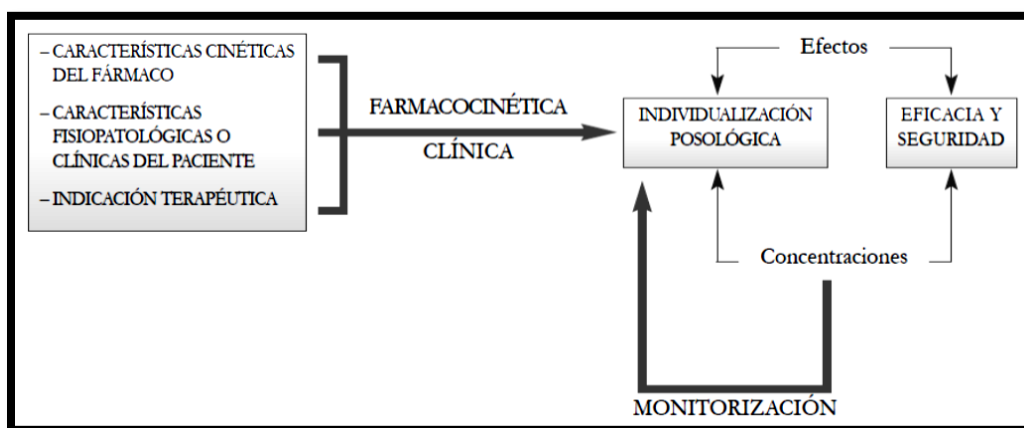 – CARACTERÍSTICAS CINÉTICAS
DEL FÁRMACO
– CARACTERÍSTICAS
FISIOPATOLÓGICAS O
CLÍNICAS DEL PACIENTE
– INDICACIÓN TERAPÉUTICA
FARMACOCINÉTICA
CLÍNICA
Efectos
INDIVIDUALIZACIÓN
POSOLÓGICA
EFICACIA Y
SEGURIDAD
Concentraciones
MONITORIZACIÓN